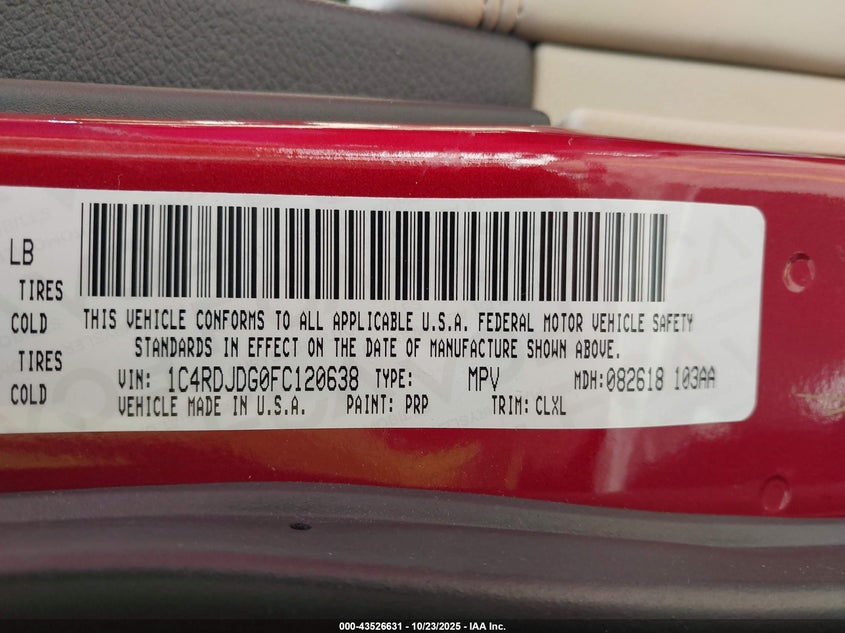 LB
TIRES
COLD
TIRES
COLD
THIS VEHICLE CONFORMS TO ALL APPLICABLE U.S.A. FEDERAL MOTOR VEHICLE SAFETY
STANDARDS IN EFFECT ON THE DATE OF MANUFACTURE SHOWN ABOVE.
VIN: 1C4RDJDG0FC120638 TYPE: MPV MDH:082618 103AA
VEHICLE MADE IN U.S.A. PAINT: PRP TRIM: CLXL
000-43526631 - 10/23/2025 - IAA Inc.